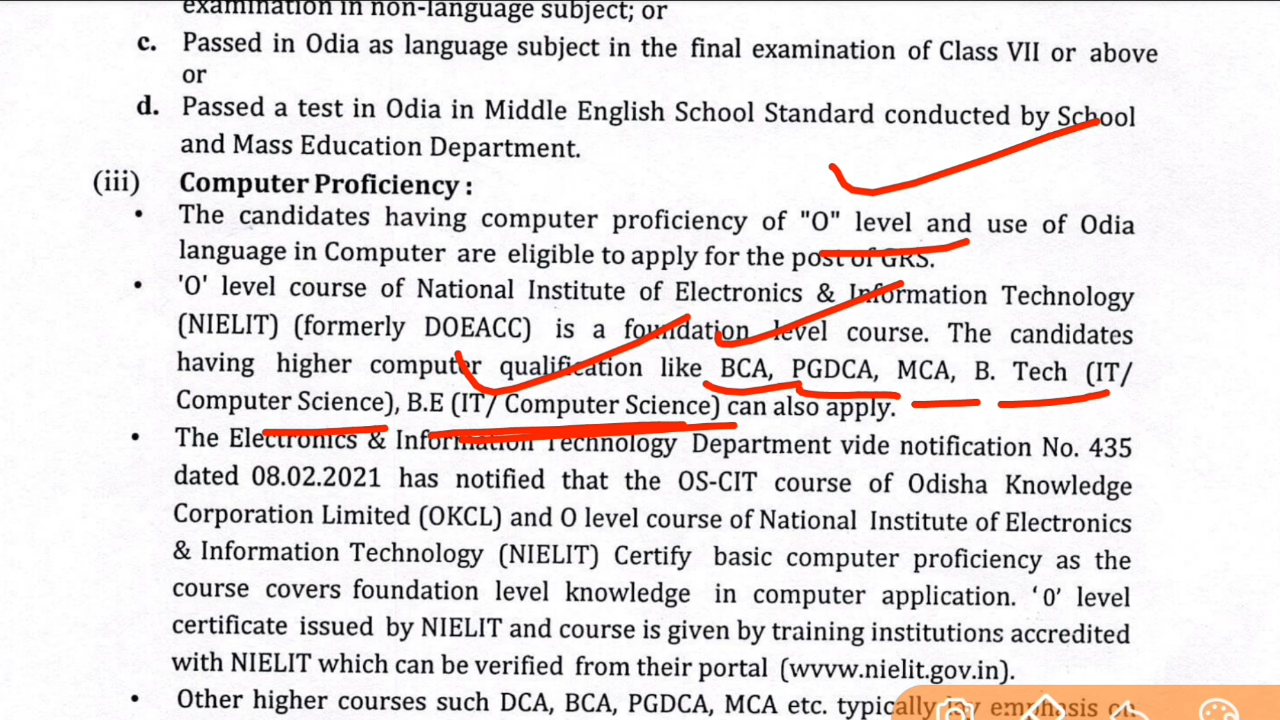 examination in non-language subject; or
c. Passed in Odia as language subject in the final examination of Class VII or above
or
d. Passed a test in Odia in Middle English School Standard conducted by School
and Mass Education Department.
(iii) Computer Proficiency :
• The candidates having computer proficiency of "O" level and use of Odia
language in Computer are eligible to apply for the post of GRS.
• 'O' level course of National Institute of Electronics & Information Technology
(NIELIT) (formerly DOEACC) is a foundation level course. The candidates
having higher computer qualification like BCA, PGDCA, MCA, B. Tech (IT/
Computer Science), B.E (IT/ Computer Science) can also apply.
• The Electronics & Information Technology Department vide notification No. 435
dated 08.02.2021 has notified that the OS-CIT course of Odisha Knowledge
Corporation Limited (OKCL) and O level course of National Institute of Electronics
& Information Technology (NIELIT) Certify basic computer proficiency as the
course covers foundation level knowledge in computer application. ‘0’ level
certificate issued by NIELIT and course is given by training institutions accredited
with NIELIT which can be verified from their portal (wvvw.nielit.gov.in).
• Other higher courses such DCA, BCA, PGDCA, MCA etc. typically lay emphasis on